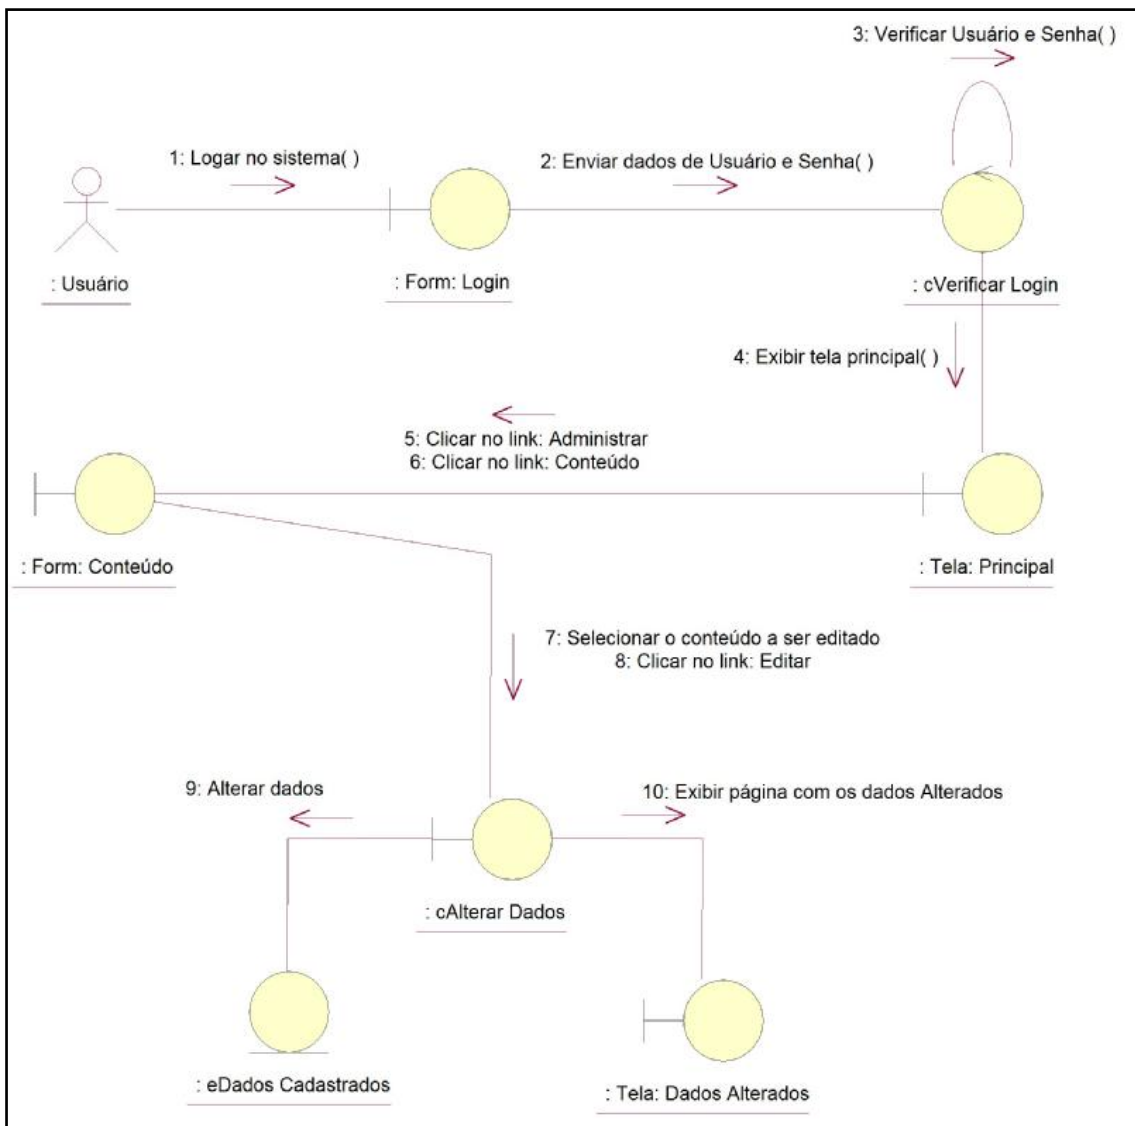 3: Verificar Usuário e Senha( )
1: Logar no sistema( )
2: Enviar dados de Usuário e Senha( )
: Usuário
: Form: Login
: cVerificar Login
4: Exibir tela principal( )
5: Clicar no link: Administrar
6: Clicar no link: Conteúdo
: Form: Conteúdo
: Tela: Principal
7: Selecionar o conteúdo a ser editado
8: Clicar no link: Editar
9: Alterar dados
10: Exibir página com os dados Alterados
: cAlterar Dados
: eDados Cadastrados
: Tela: Dados Alterados